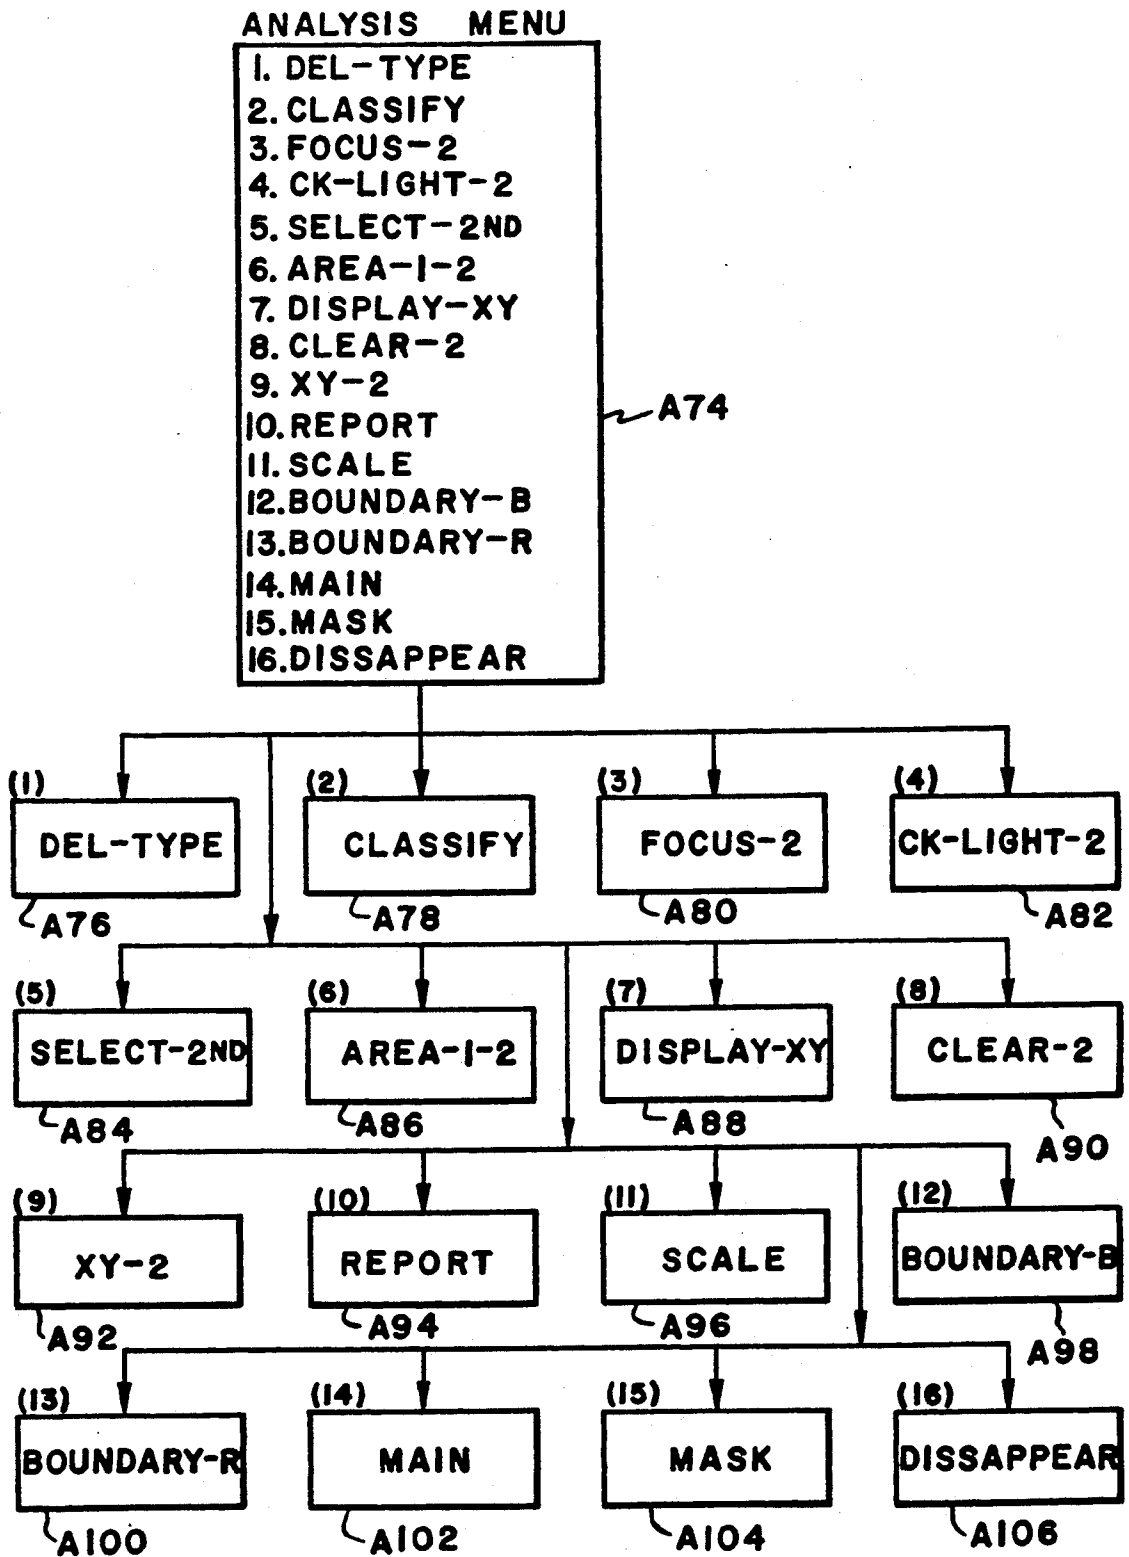 ANALYSIS MENU
1. DEL-TYPE
2. CLASSIFY
3. FOCUS-2
4. CK-LIGHT-2
5. SELECT-2ND
6. AREA-1-2
7. DISPLAY-XY
8. CLEAR-2
9. XY-2
10. REPORT
11. SCALE
12. BOUNDARY-B
13. BOUNDARY-R
14. MAIN
15. MASK
16. DISSAPPEAR
A74
(1) (2) (3) (4)
DEL-TYPE CLASSIFY FOCUS-2 CK-LIGHT-2
A76 A78 A80 A82
(5) (6) (7) (8)
SELECT-2ND AREA-1-2 DISPLAY-XY CLEAR-2
A84 A86 A88 A90
(9) (10) (11) (12)
XY-2 REPORT SCALE BOUNDARY-B
A92 A94 A96 A98
(13) (14) (15) (16)
BOUNDARY-R MAIN MASK DISSAPPEAR
A100 A102 A104 A106